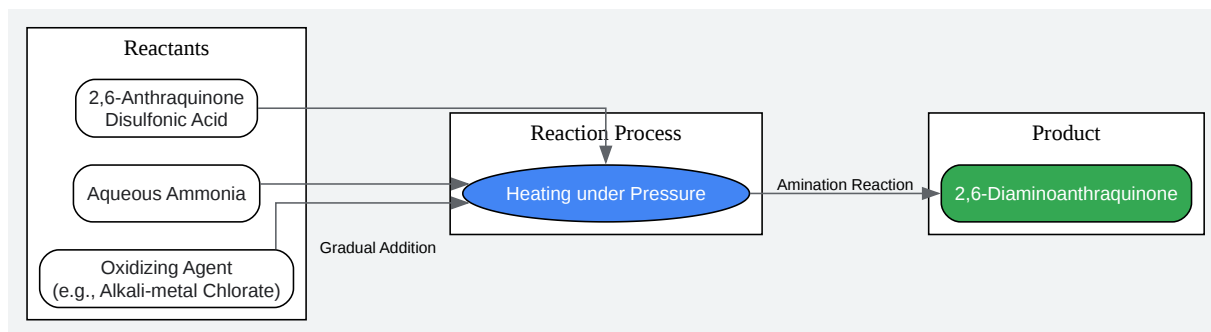 Reactants
2,6-Anthraquinone
Disulfonic Acid
Aqueous Ammonia
Oxidizing Agent
(e.g., Alkali-metal Chlorate)
Gradual Addition
Reaction Process
Heating under Pressure
Amination Reaction
Product
2,6-Diaminoanthraquinone